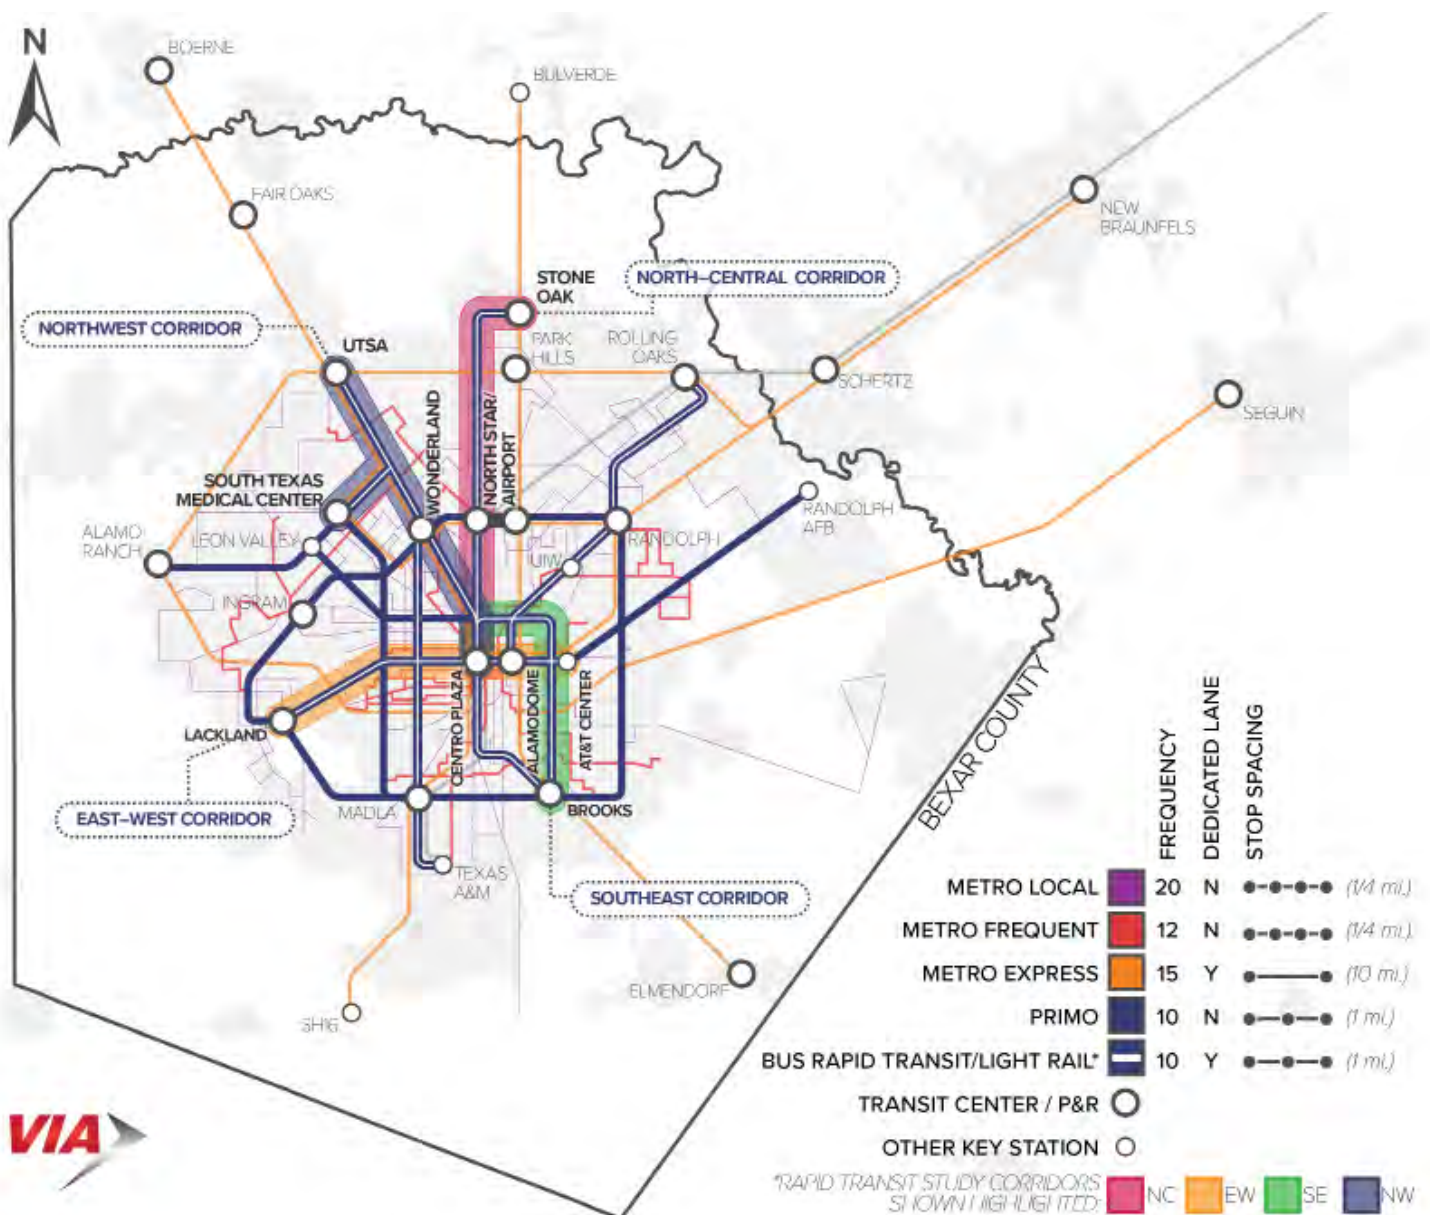 N
BOERNE
BULVERDE
FAIR OAKS
NEW
BRAUNFELS
STONE
OAK
NORTH-CENTRAL CORRIDOR
NORTHWEST CORRIDOR
UTSA
PARK
HILLS
ROLLING
OAKS
SCHERTZ
SEGUIN
WONDERLAND
NORTH STAR/
AIRPORT
SOUTH TEXAS
MEDICAL CENTER
RANDOLPH
AFB
ALAMO
RANCH
LEON VALLEY
UIW
RANDOLPH
INGRAM
CENTRO PLAZA
ALAMODOME
AT&T CENTER
LACKLAND
EAST-WEST CORRIDOR
MADLA
BROOKS
BEXAR COUNTY
TEXAS
A&M
SOUTHEAST CORRIDOR
ELMENDORF
SH16
FREQUENCY
DEDICATED LANE
STOP SPACING
METRO LOCAL 20 N (1/4 mi.)
METRO FREQUENT 12 N (1/4 mi.)
METRO EXPRESS 15 Y (10 mi.)
PRIMO 10 N (1 mi.)
BUS RAPID TRANSIT/LIGHT RAIL* 10 Y (1 mi.)
TRANSIT CENTER / P&R
OTHER KEY STATION
*RAPID TRANSIT STUDY CORRIDORS
SHOWN HIGHLIGHTED: NC EW SE NW
VIA